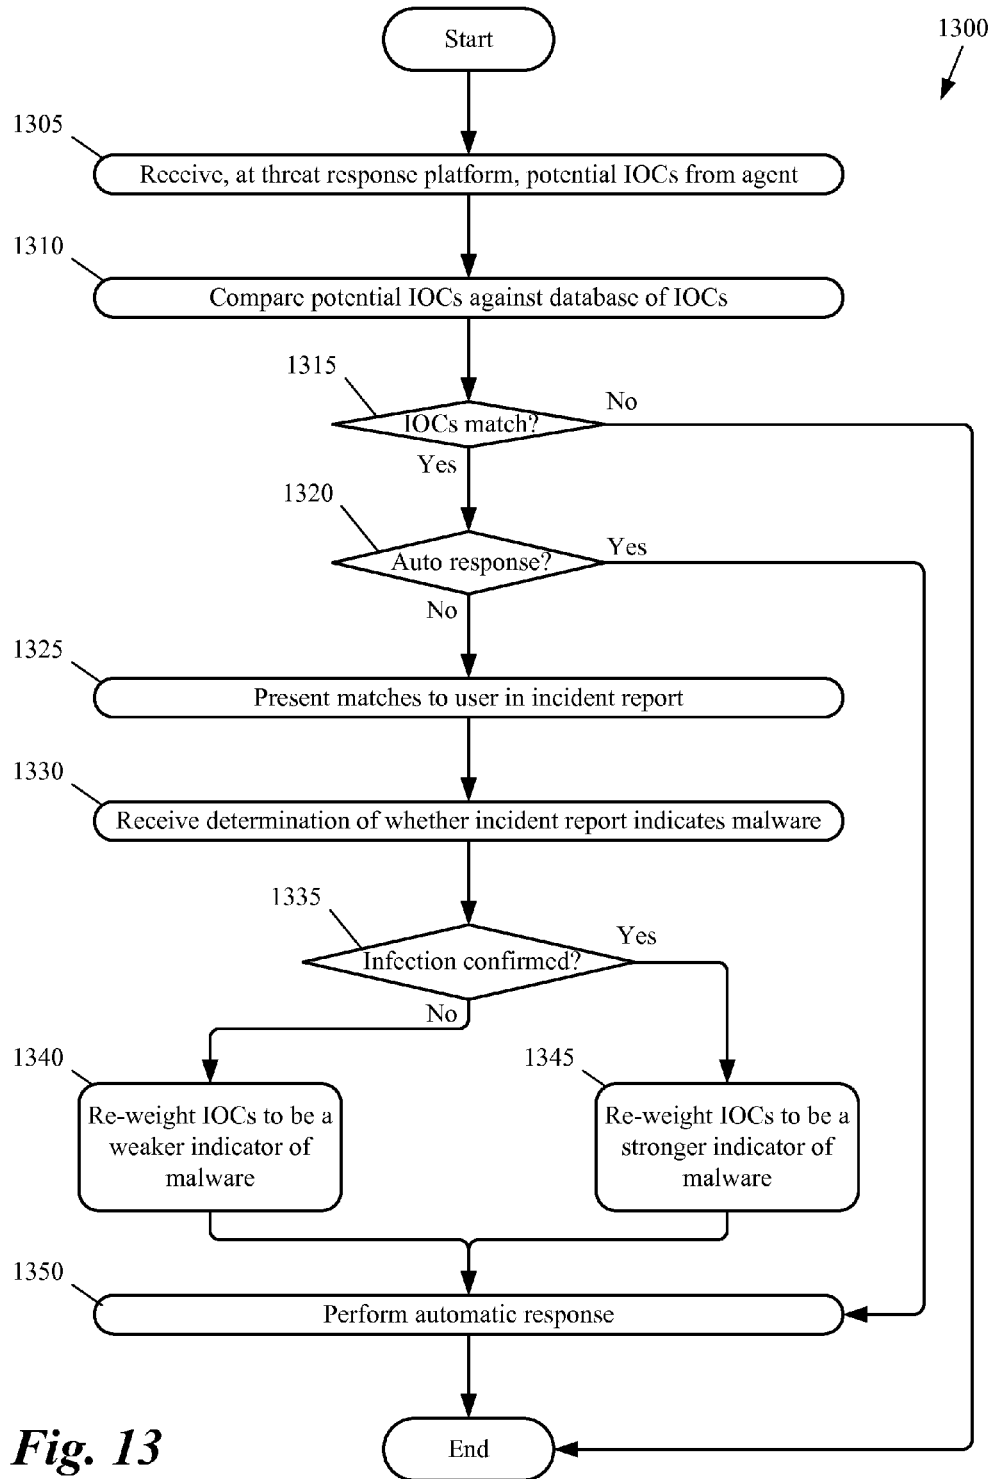 Start
1300
1305
Receive, at threat response platform, potential IOCs from agent
1310
Compare potential IOCs against database of IOCs
1315
No
IOCs match?
Yes
1320
Yes
Auto response?
No
1325
Present matches to user in incident report
1330
Receive determination of whether incident report indicates malware
1335
Yes
Infection confirmed?
No
1340
Re-weight IOCs to be a
weaker indicator of
malware
1345
Re-weight IOCs to be a
stronger indicator of
malware
1350
Perform automatic response
End
Fig. 13